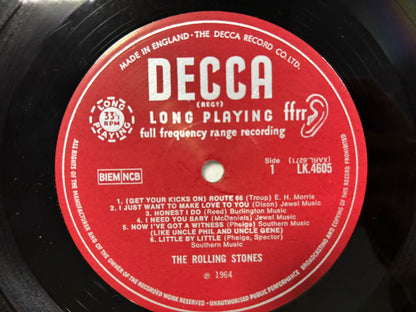 MADE IN ENGLAND · THE DECCA RECORD CO. LTD.
DECCA
(REGD)
LONG PLAYING
33⅓
RPM
LONG PLAYING
ffrr
full frequency range recording
BIEM NCB
Side
1
(XARL.6271)
LK.4605
1. (GET YOUR KICKS ON) ROUTE 66 (Troup) E. H. Morris
2. I JUST WANT TO MAKE LOVE TO YOU (Dixon) Jewel Music
3. HONEST I DO (Reed) Burlington Music
4. I NEED YOU BABY (McDaniels) Jewel Music
5. NOW I'VE GOT A WITNESS (Phelge) Southern Music
(LIKE UNCLE PHIL AND UNCLE GENE)
6. LITTLE BY LITTLE (Phelge, Spector)
Southern Music
THE ROLLING STONES
℗ 1964
ALL RIGHTS OF THE MANUFACTURER AND OF THE OWNER OF THE RECORDED WORK RESERVED · UNAUTHORISED PUBLIC PERFORMANCE BROADCASTING AND COPYING OF THIS RECORD PROHIBITED